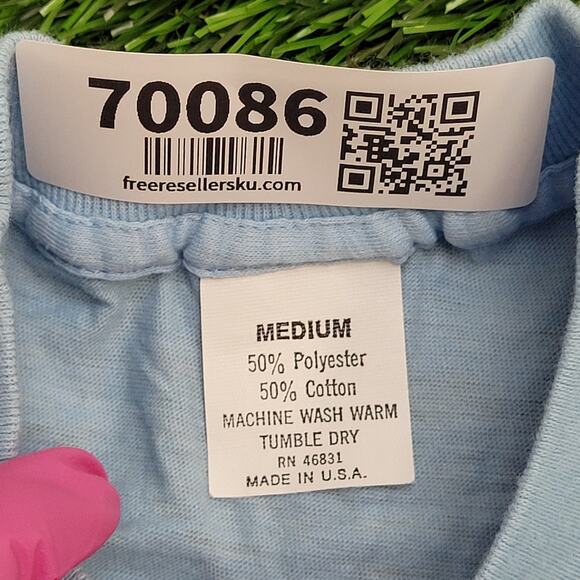 70086
freeresellersku.com
MEDIUM
50% Polyester
50% Cotton
MACHINE WASH WARM
TUMBLE DRY
RN 46831
MADE IN U.S.A.